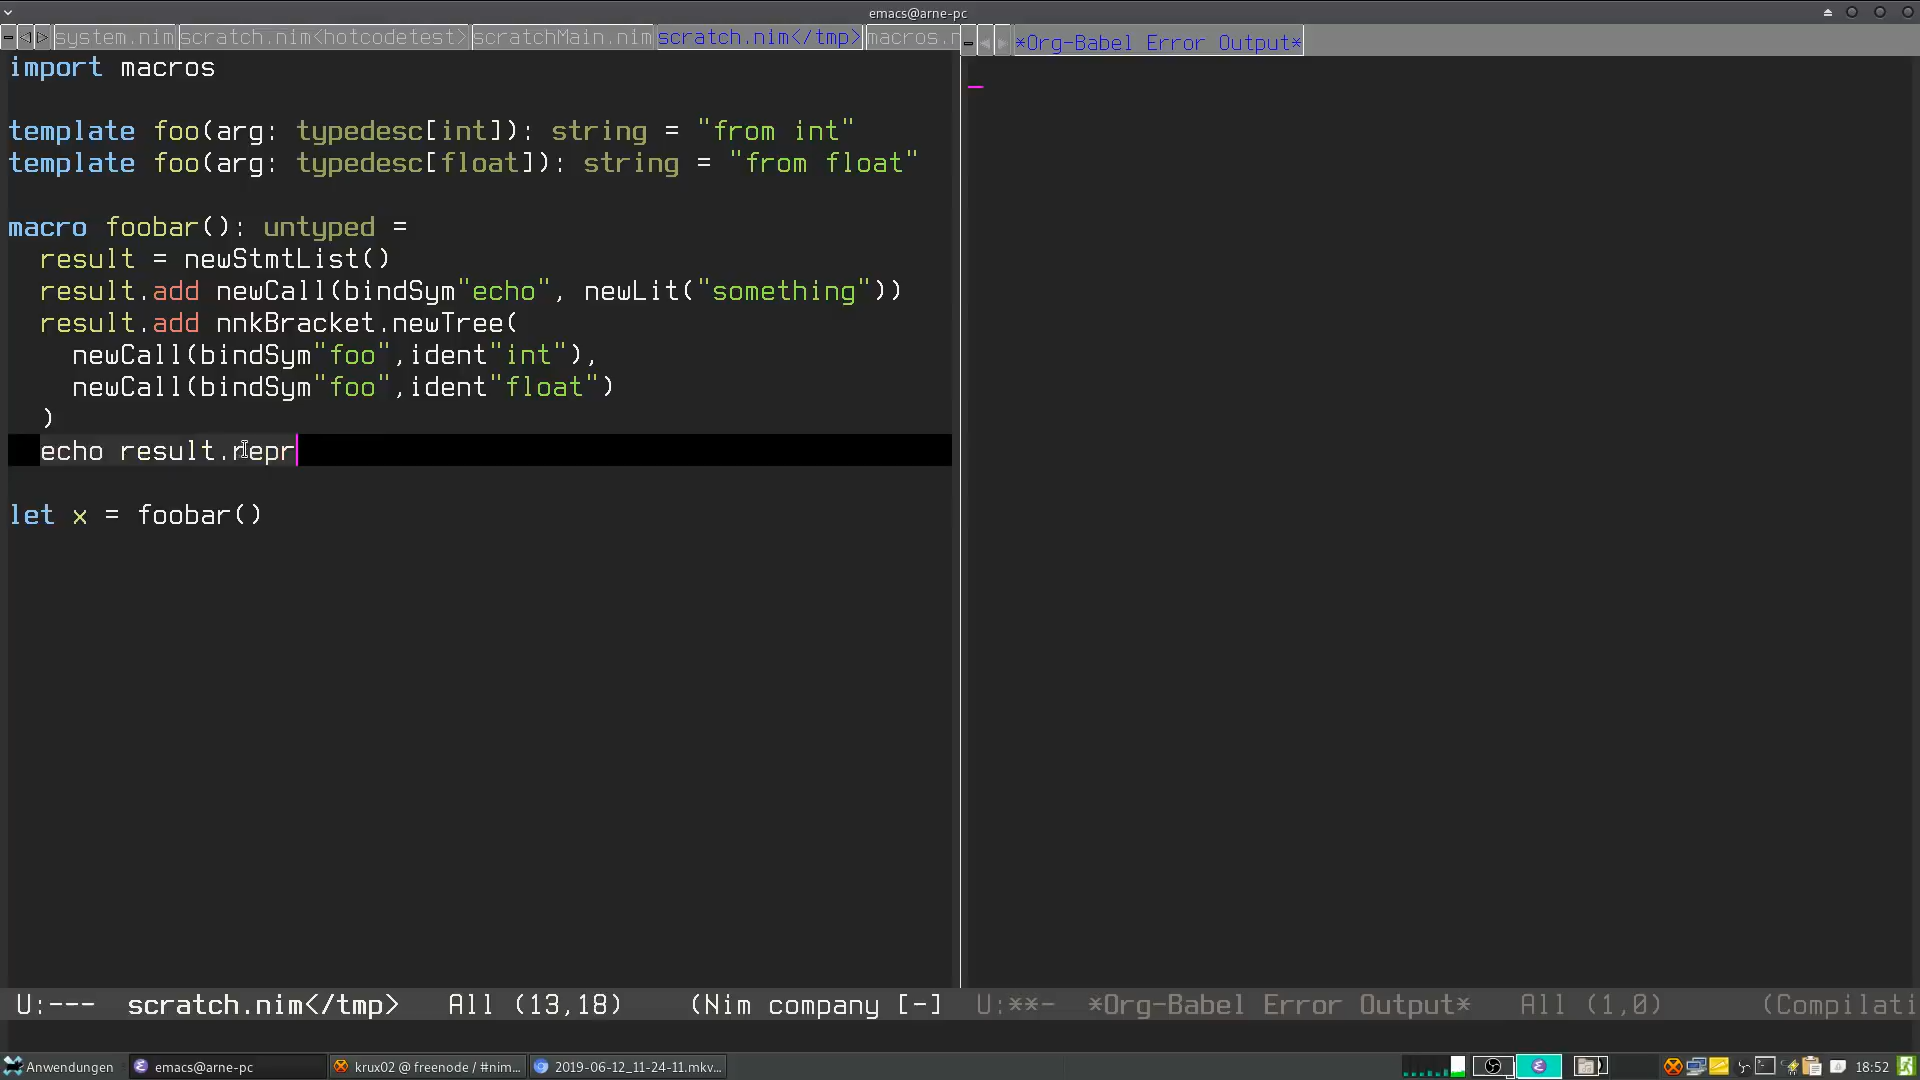 emacs@arne-pc
system.nim scratch.nim<hotcodetest> scratchMain.nim scratch.nim</tmp> macros.n
*Org-Babel Error Output*
import macros
template foo(arg: typedesc[int]): string = "from int"
template foo(arg: typedesc[float]): string = "from float"
macro foobar(): untyped =
  result = newStmtList()
  result.add newCall(bindSym"echo", newLit("something"))
  result.add nnkBracket.newTree(
    newCall(bindSym"foo",ident"int"),
    newCall(bindSym"foo",ident"float")
  )
  echo result.repr
let x = foobar()
U:---  scratch.nim</tmp>   All (13,18)    (Nim company [-]
U:**-  *Org-Babel Error Output*   All (1,0)      (Compilati
Anwendungen emacs@arne-pc krux02 @ freenode / #nim... 2019-06-12_11-24-11.mkv... 18:52